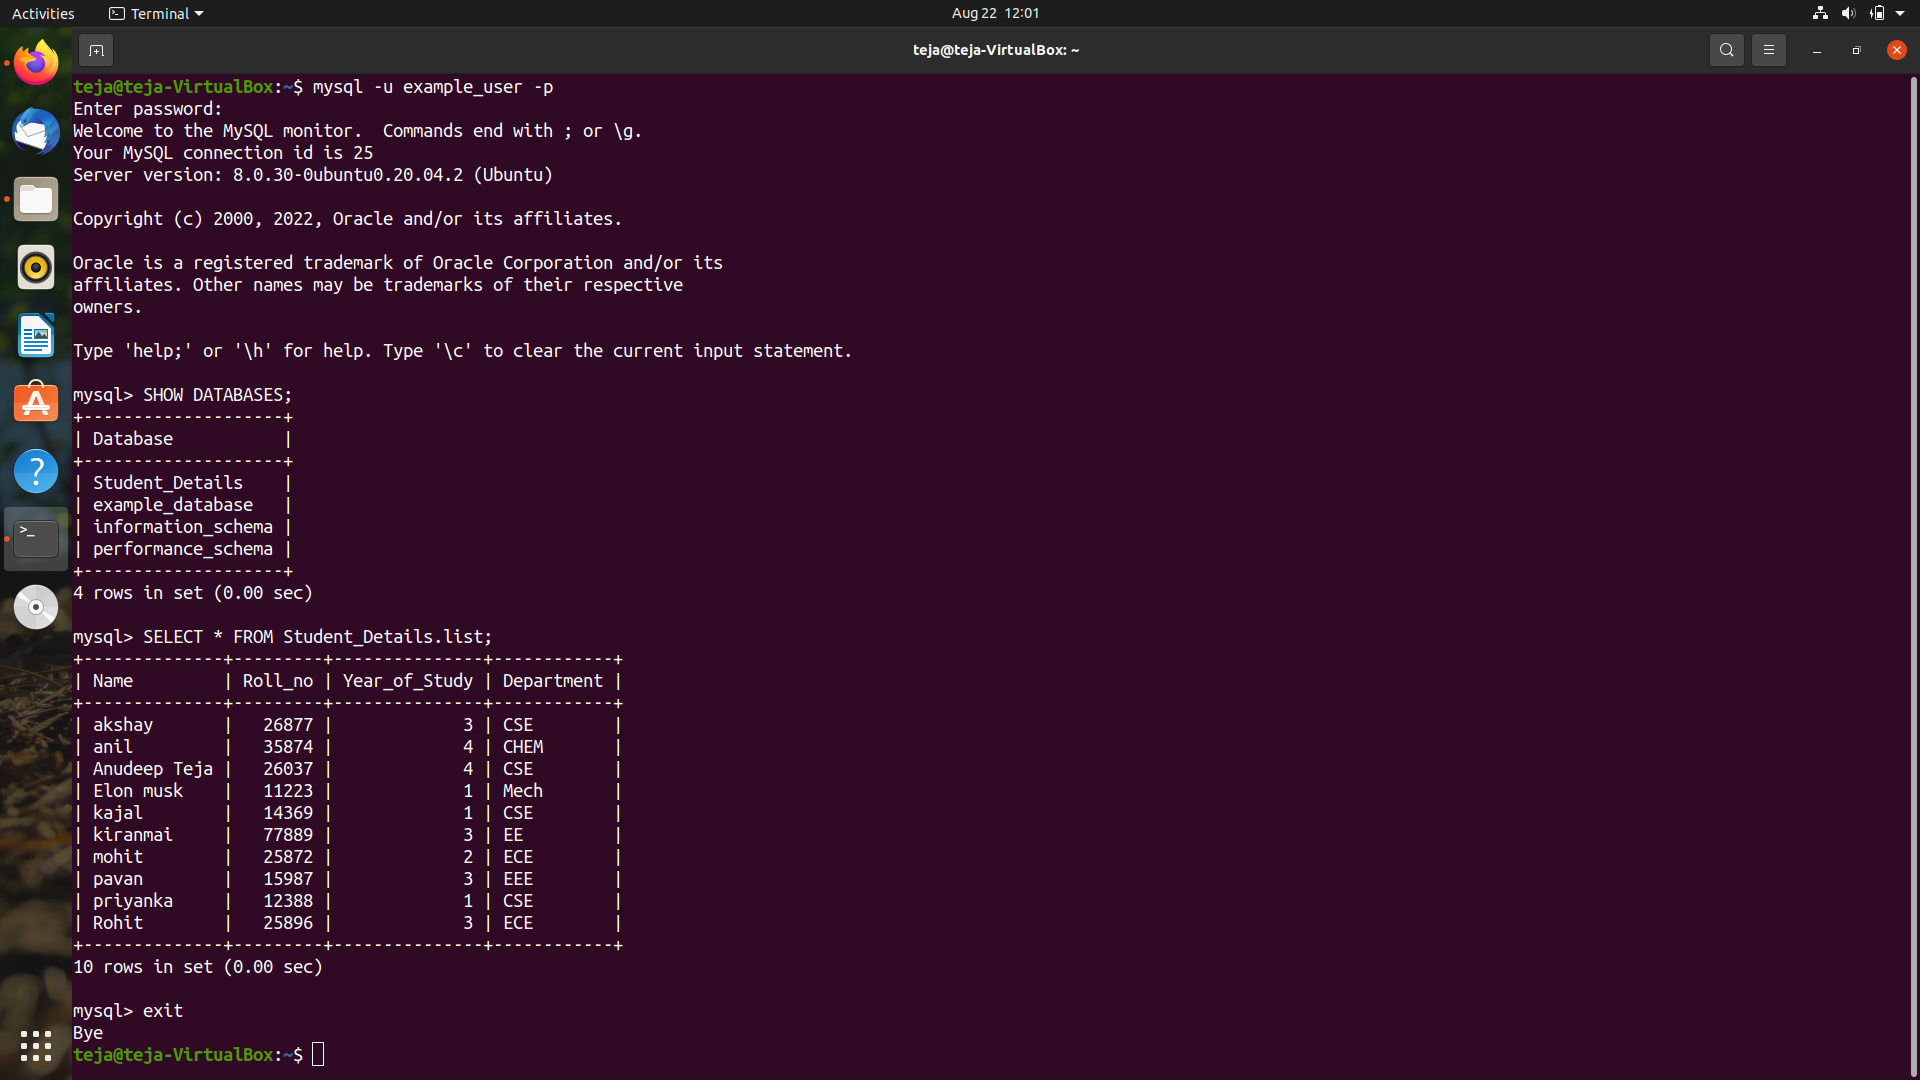 Activities Terminal Aug 22 12:01
teja@teja-VirtualBox: ~
teja@teja-VirtualBox:~$ mysql -u example_user -p
Enter password:
Welcome to the MySQL monitor.  Commands end with ; or \g.
Your MySQL connection id is 25
Server version: 8.0.30-0ubuntu0.20.04.2 (Ubuntu)

Copyright (c) 2000, 2022, Oracle and/or its affiliates.

Oracle is a registered trademark of Oracle Corporation and/or its
affiliates. Other names may be trademarks of their respective
owners.

Type 'help;' or '\h' for help. Type '\c' to clear the current input statement.

mysql> SHOW DATABASES;
+--------------------+
| Database           |
+--------------------+
| Student_Details    |
| example_database   |
| information_schema |
| performance_schema |
+--------------------+
4 rows in set (0.00 sec)

mysql> SELECT * FROM Student_Details.list;
+--------------+---------+---------------+------------+
| Name         | Roll_no | Year_of_Study | Department |
+--------------+---------+---------------+------------+
| akshay       |   26877 |             3 | CSE        |
| anil         |   35874 |             4 | CHEM       |
| Anudeep Teja |   26037 |             4 | CSE        |
| Elon musk    |   11223 |             1 | Mech       |
| kajal        |   14369 |             1 | CSE        |
| kiranmai     |   77889 |             3 | EE         |
| mohit        |   25872 |             2 | ECE        |
| pavan        |   15987 |             3 | EEE        |
| priyanka     |   12388 |             1 | CSE        |
| Rohit        |   25896 |             3 | ECE        |
+--------------+---------+---------------+------------+
10 rows in set (0.00 sec)

mysql> exit
Bye
teja@teja-VirtualBox:~$